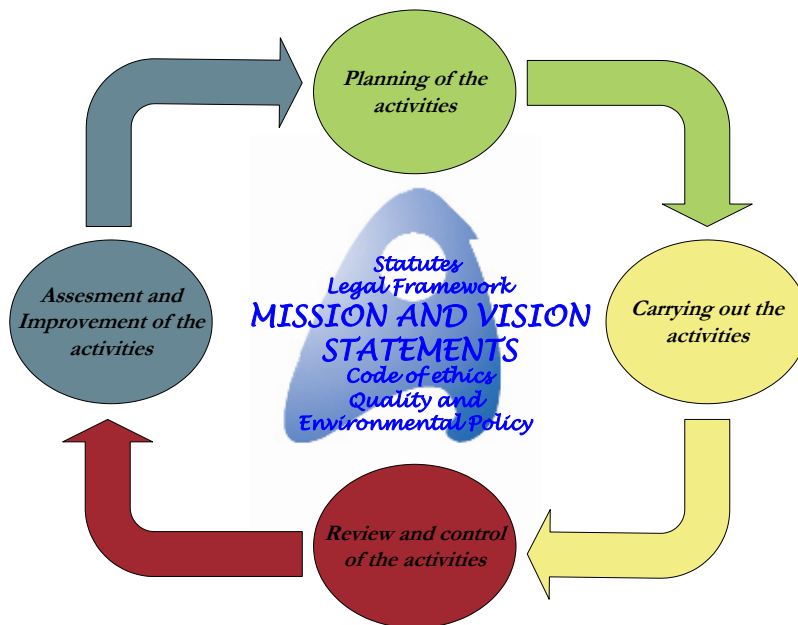 Planning of the
activities
Assesment and
Improvement of the
activities
Statutes
Legal Framework
MISSION AND VISION
STATEMENTS
Code of ethics
Quality and
Environmental Policy
Carrying out the
activities
Review and control
of the activities